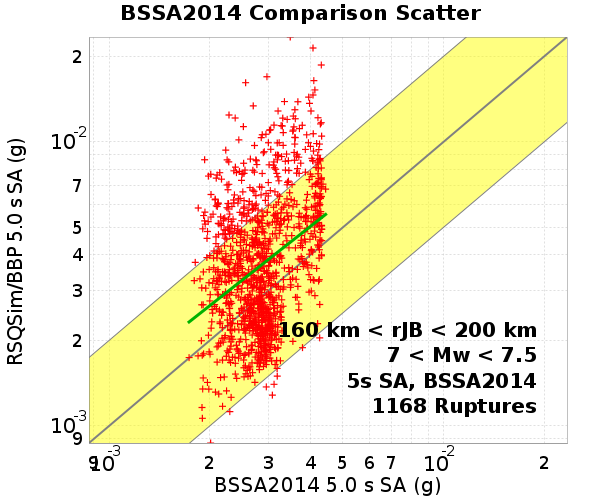 BSSA2014 Comparison Scatter
RSQSim/BBP 5.0 s SA (g)
2
10-2
7
5
4
3
2
10-3
9
160 km < rJB < 200 km
7 < Mw < 7.5
5s SA, BSSA2014
1168 Ruptures
9 10-3 2 3 4 5 6 7 10-2 2
BSSA2014 5.0 s SA (g)